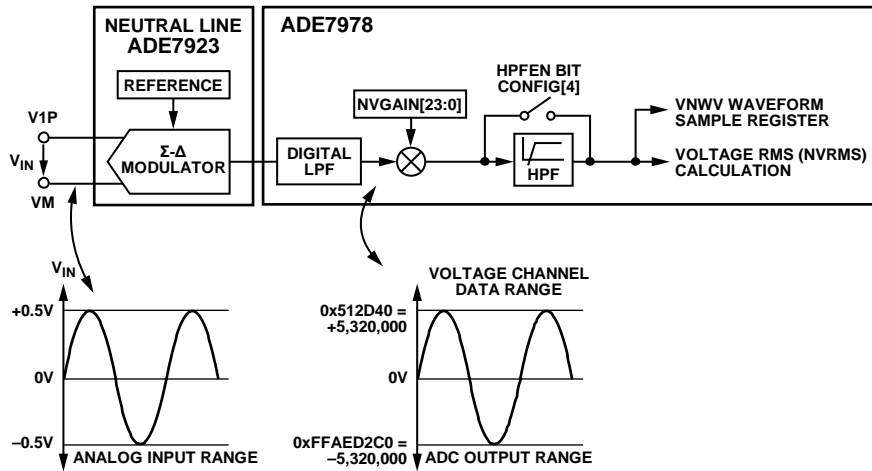 NEUTRAL LINE
ADE7923
ADE7978
REFERENCE
V1P
VIN
VM
Σ-Δ
MODULATOR
DIGITAL
LPF
NVGAIN[23:0]
HPFEN BIT
CONFIG[4]
HPF
VNWV WAVEFORM
SAMPLE REGISTER
VOLTAGE RMS (NVRMS)
CALCULATION
VIN
+0.5V
0V
–0.5V
ANALOG INPUT RANGE
VOLTAGE CHANNEL
DATA RANGE
0x512D40 =
+5,320,000
0V
0xFFAED2C0 =
–5,320,000
ADC OUTPUT RANGE